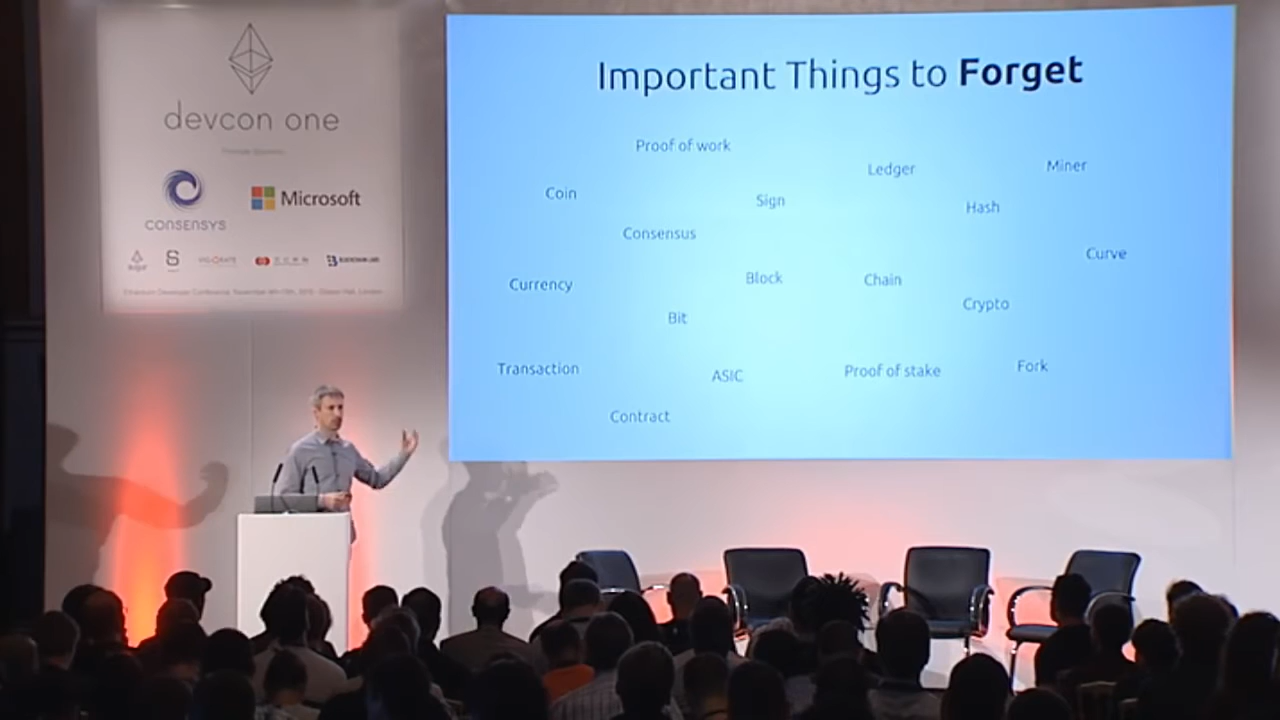 devcon one
CONSENSYS
Microsoft
Important Things to Forget
Proof of work
Ledger
Miner
Coin
Sign
Hash
Consensus
Curve
Currency
Block
Chain
Crypto
Bit
Transaction
ASIC
Proof of stake
Fork
Contract